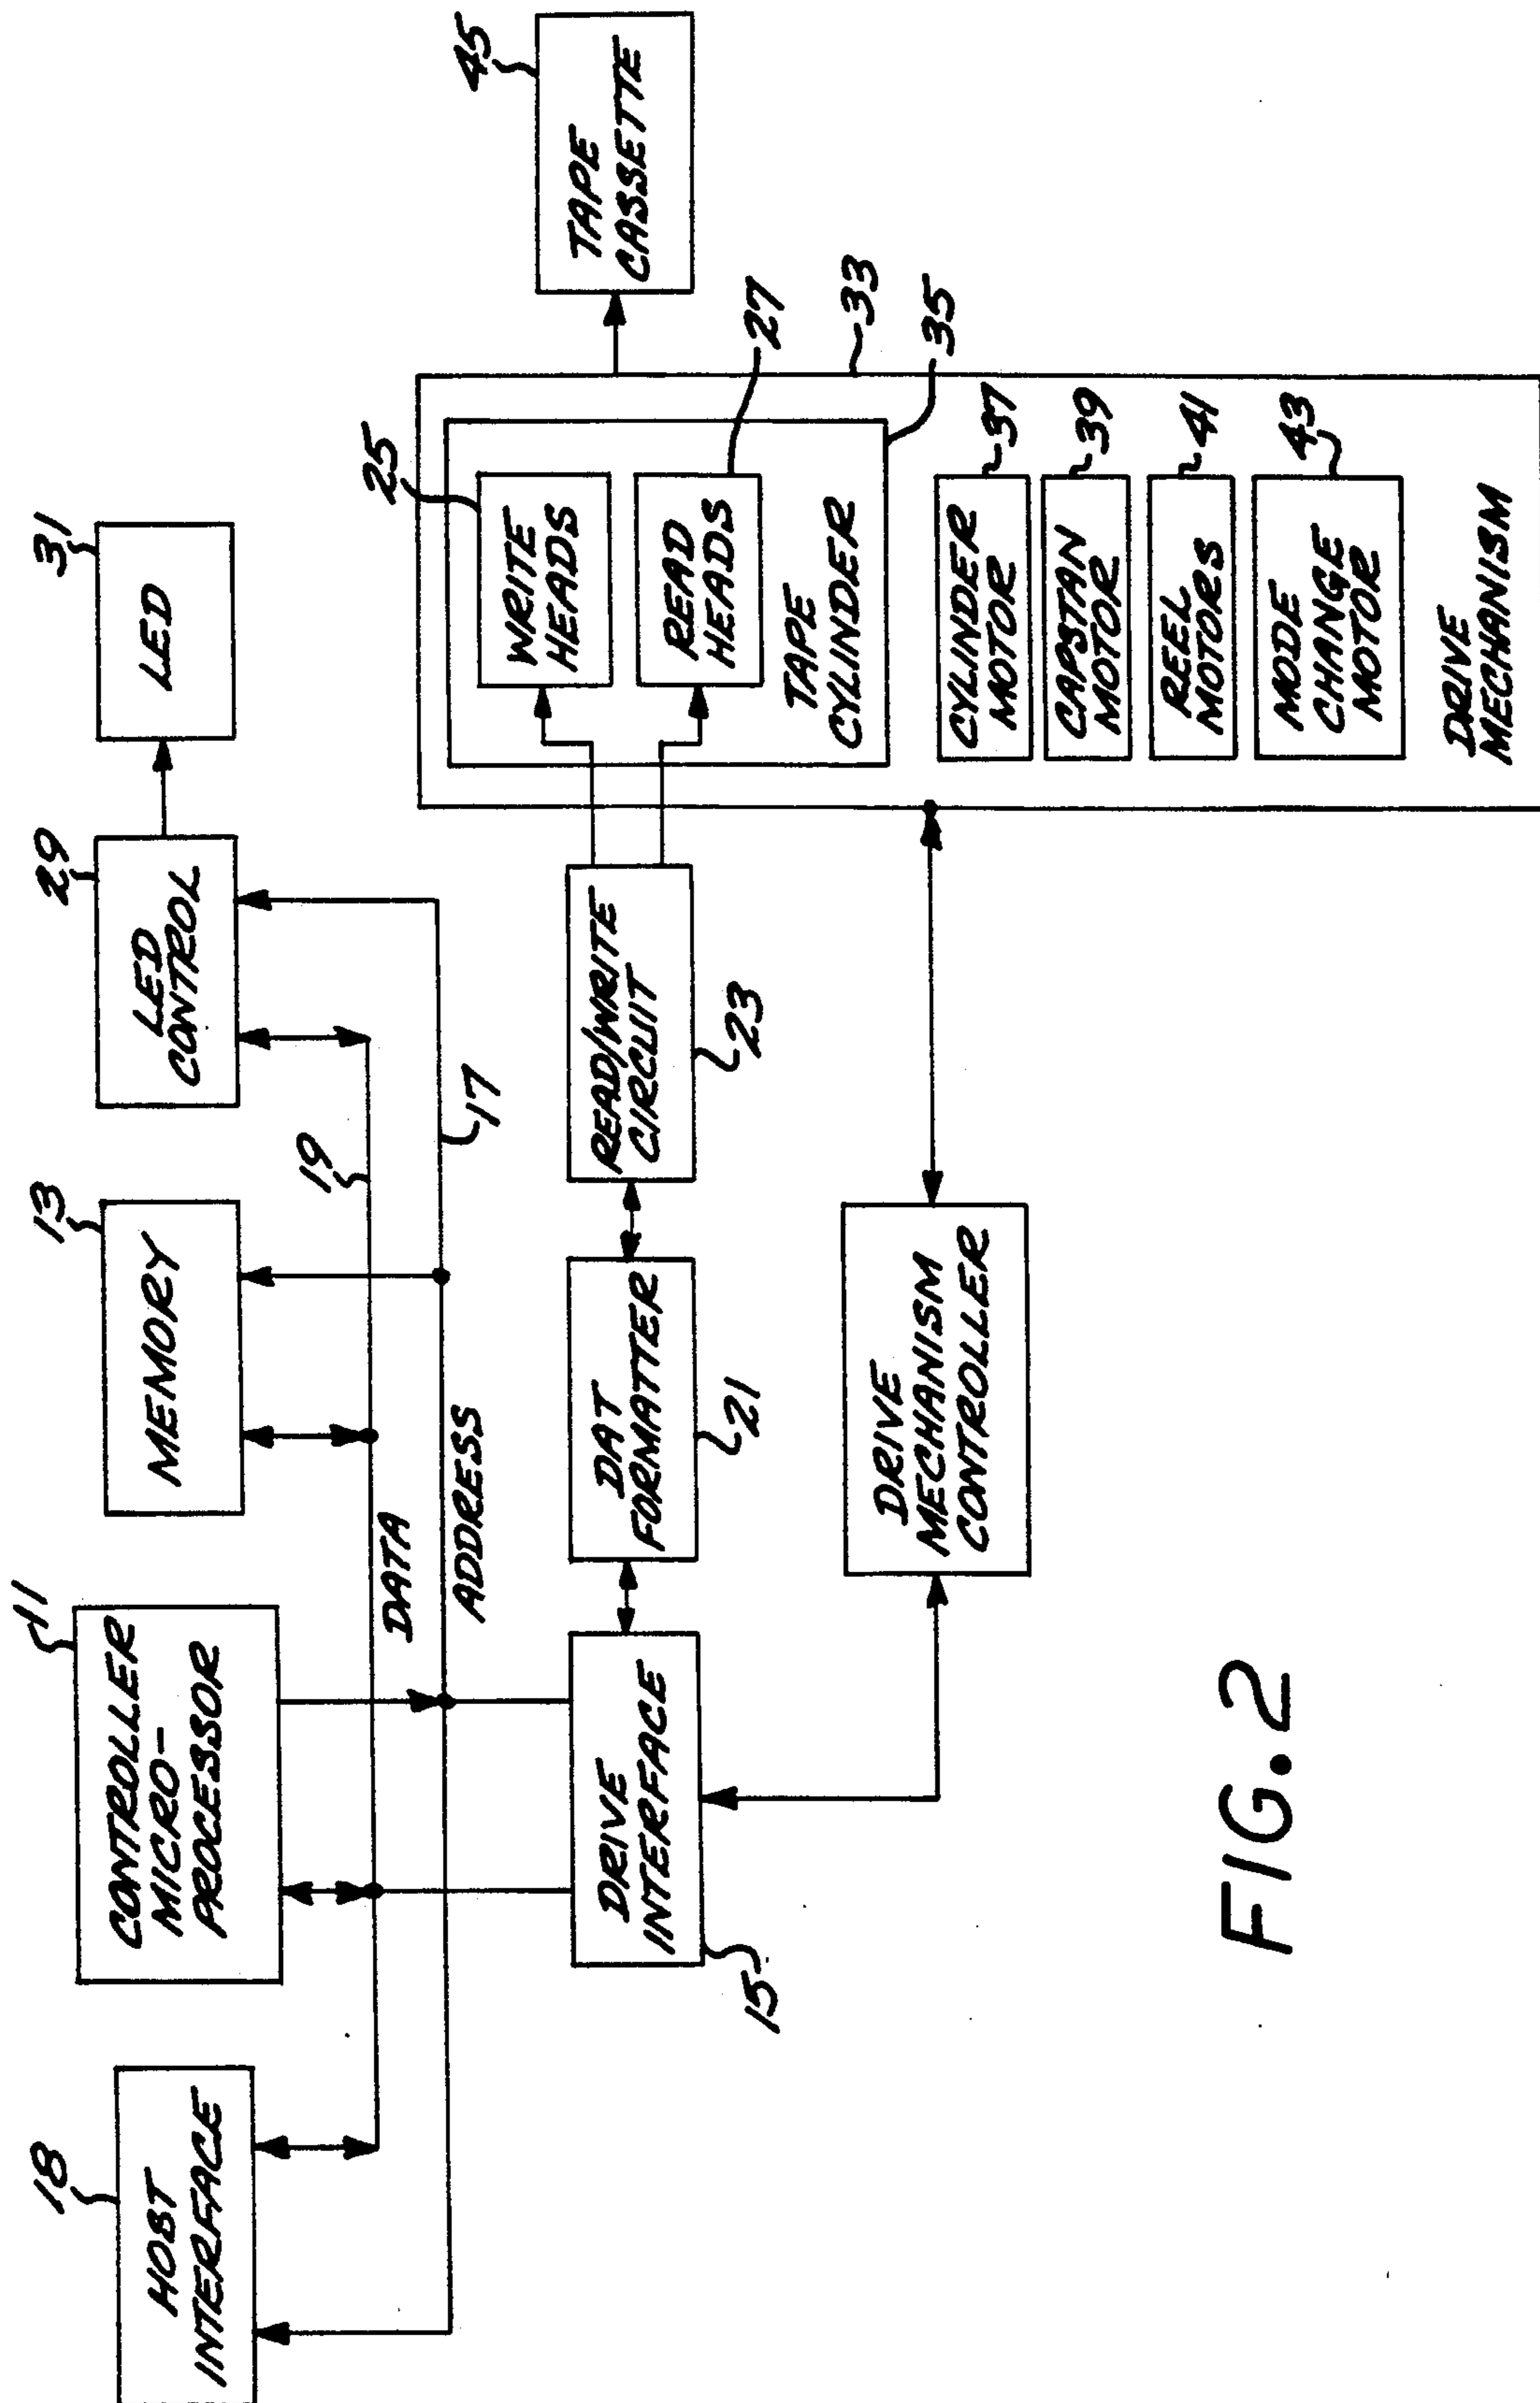 18
HOST
INTERFACE
11
CONTROLLER
MICRO-
PROCESSOR
13
MEMORY
29
LED
CONTROL
31
LED
19
DATA
17
ADDRESS
15
DRIVE
INTERFACE
21
DAT
FORMATTER
23
READ/WRITE
CIRCUIT
25
WRITE
HEADS
27
READ
HEADS
TAPE
CYLINDER
33
35
45
TAPE
CASSETTE
CYLINDER
MOTOR
37
CAPSTAN
MOTOR
39
REEL
MOTORS
41
MODE
CHANGE
MOTOR
43
DRIVE
MECHANISM
DRIVE
MECHANISM
CONTROLLER
FIG. 2